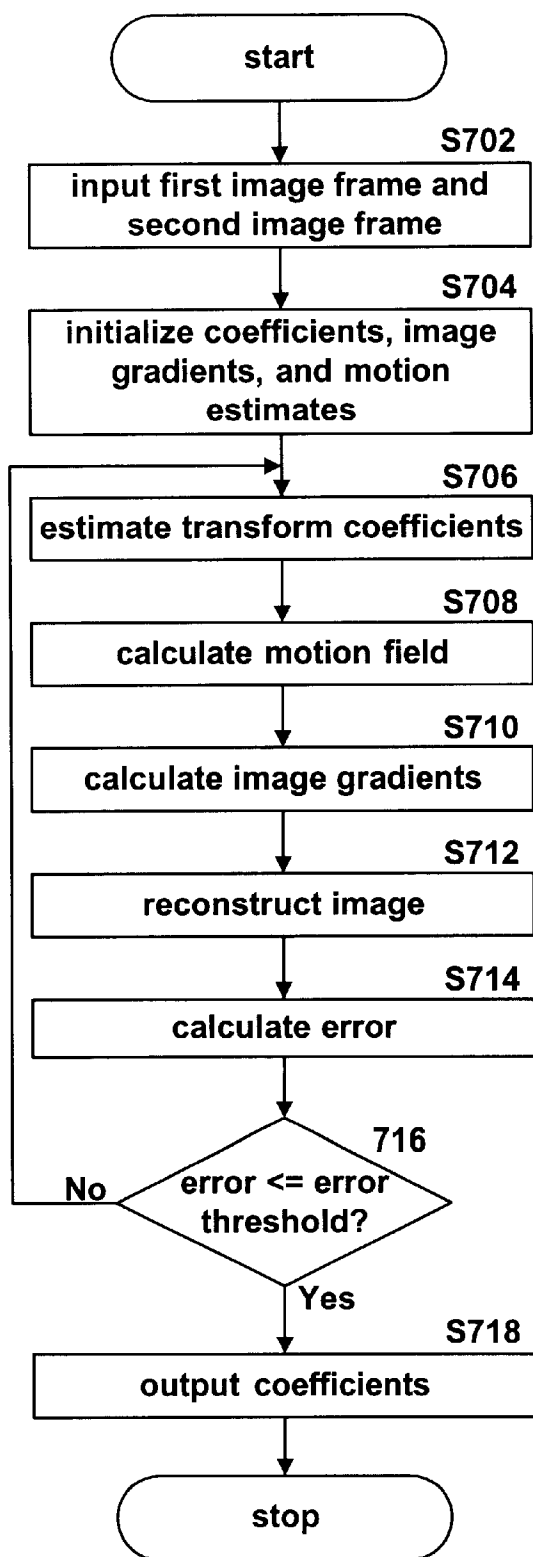 start
S702
input first image frame and
second image frame
S704
initialize coefficients, image
gradients, and motion
estimates
S706
estimate transform coefficients
S708
calculate motion field
S710
calculate image gradients
S712
reconstruct image
S714
calculate error
716
error <= error
threshold?
No
Yes
S718
output coefficients
stop